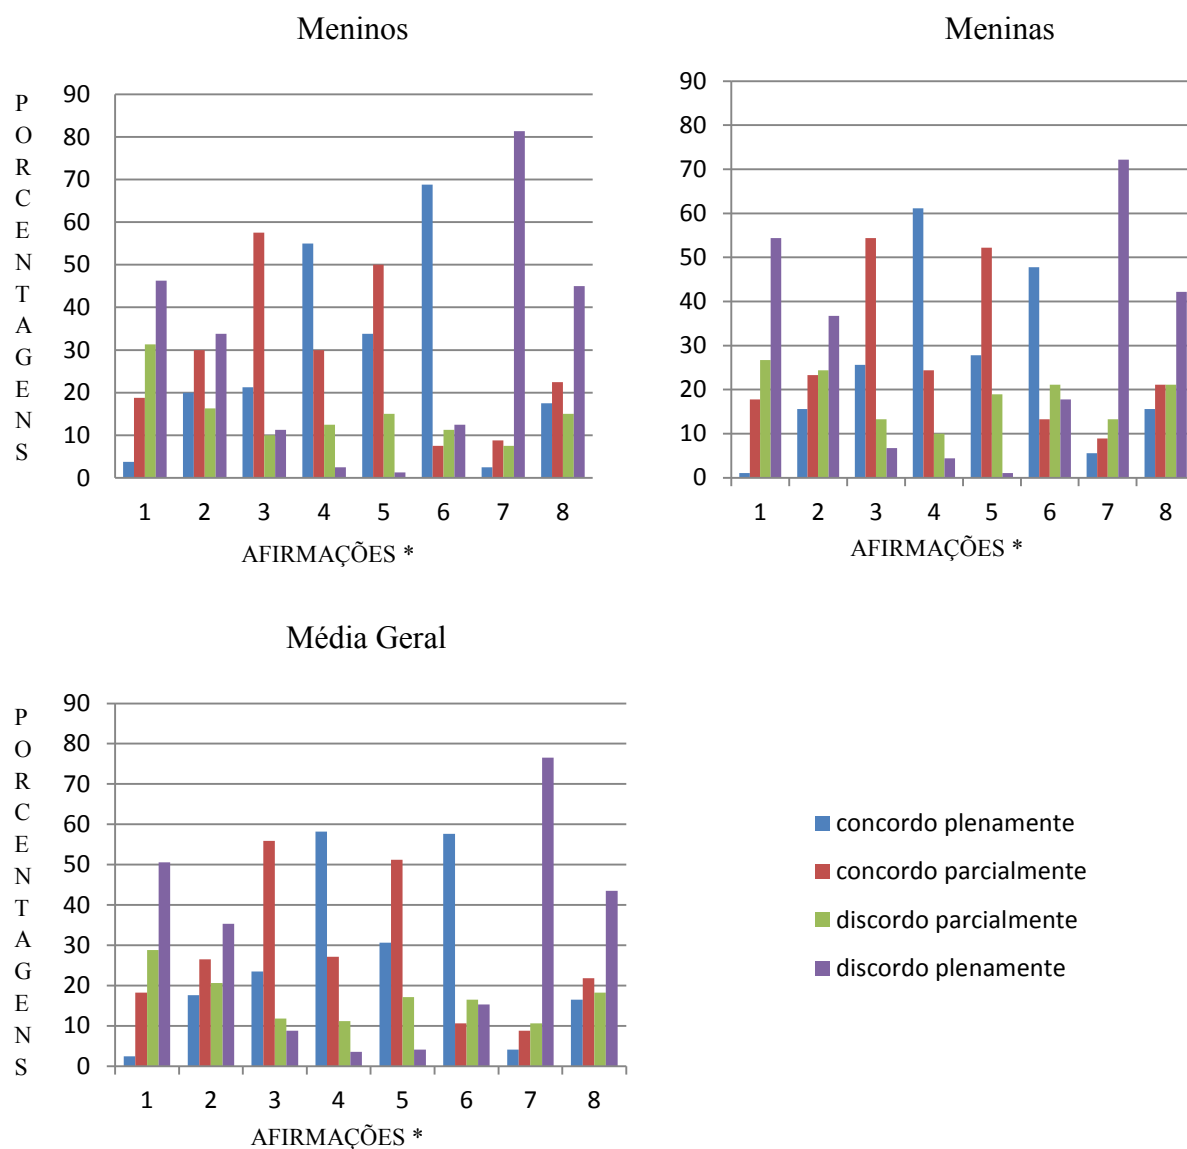 Meninos
PORCENTAGENS
90
80
70
60
50
40
30
20
10
0
1 2 3 4 5 6 7 8
AFIRMAÇÕES *
Meninas
90
80
70
60
50
40
30
20
10
0
1 2 3 4 5 6 7 8
AFIRMAÇÕES *
Média Geral
PORCENTAGENS
90
80
70
60
50
40
30
20
10
0
1 2 3 4 5 6 7 8
AFIRMAÇÕES *
concordo plenamente
concordo parcialmente
discordo parcialmente
discordo plenamente